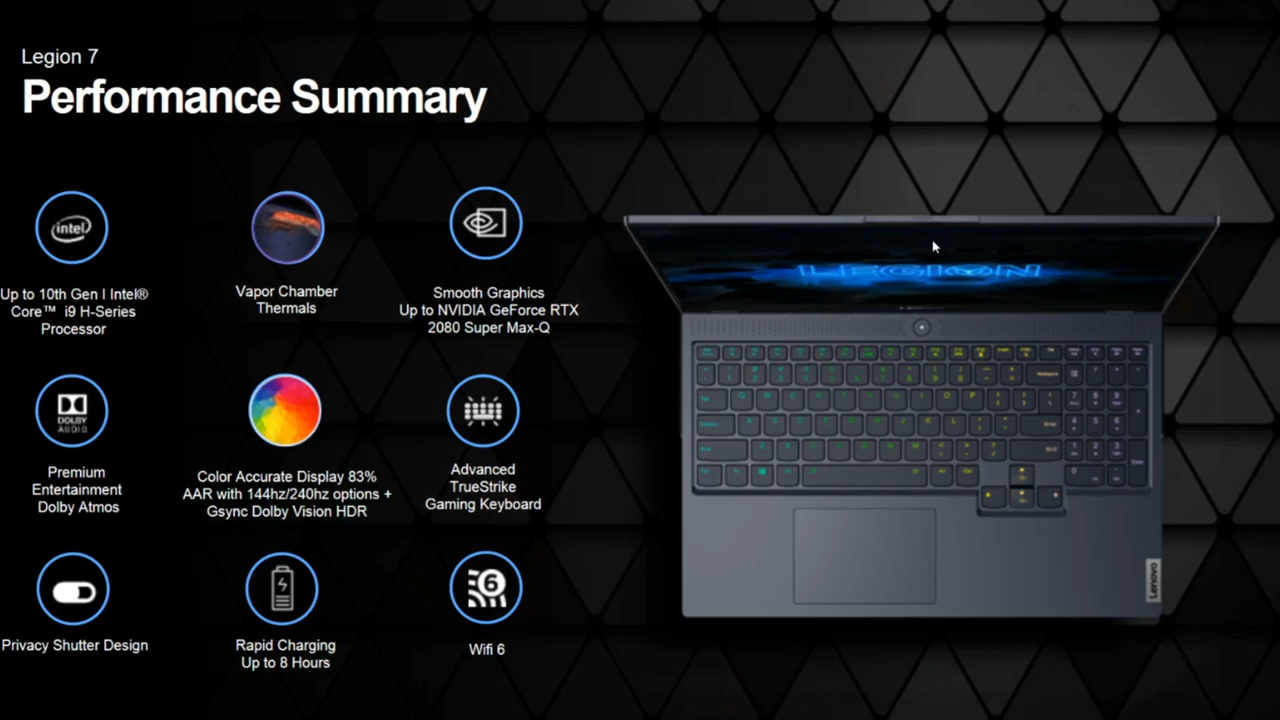 Legion 7
Performance Summary
intel
Up to 10th Gen I Intel®
Core™ i9 H-Series
Processor
Vapor Chamber
Thermals
Smooth Graphics
Up to NVIDIA GeForce RTX
2080 Super Max-Q
DOLBY
AUDIO
Premium
Entertainment
Dolby Atmos
Color Accurate Display 83%
AAR with 144hz/240hz options +
Gsync Dolby Vision HDR
Advanced
TrueStrike
Gaming Keyboard
Privacy Shutter Design
Rapid Charging
Up to 8 Hours
6
Wifi 6
LEGION
Lenovo